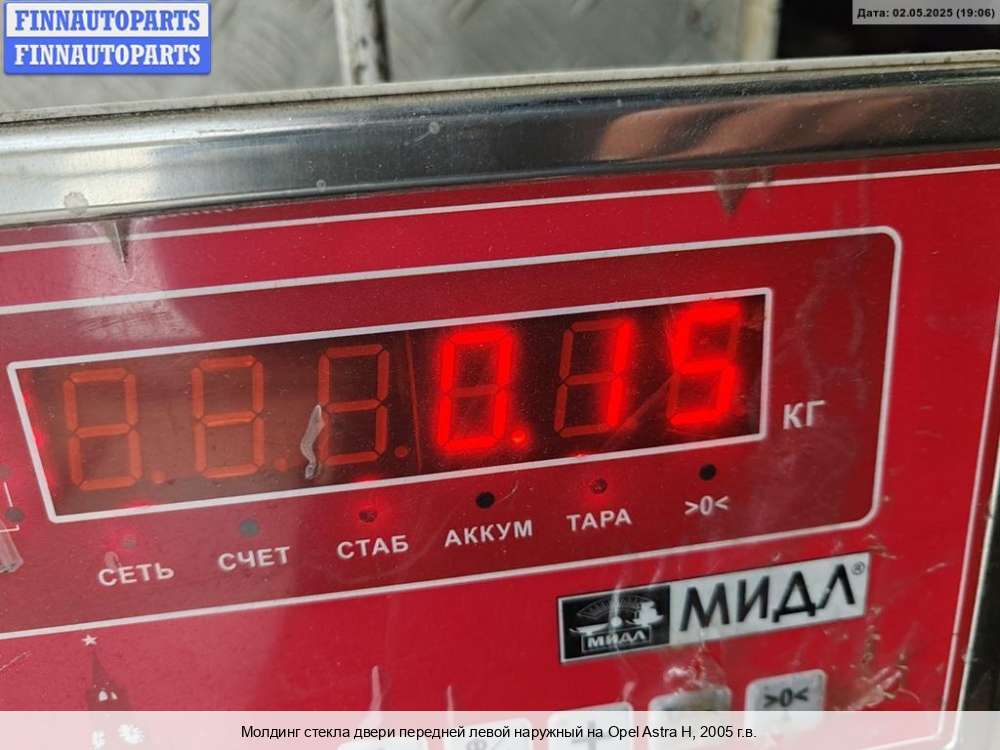 FINNAUTOPARTS
FINNAUTOPARTS
Дата: 02.05.2025 (19:06)
0.15
КГ
СЕТЬ СЧЕТ СТАБ АККУМ ТАРА >0<
МИДЛ МИДЛ®
>0<
Молдинг стекла двери передней левой наружный на Opel Astra H, 2005 г.в.